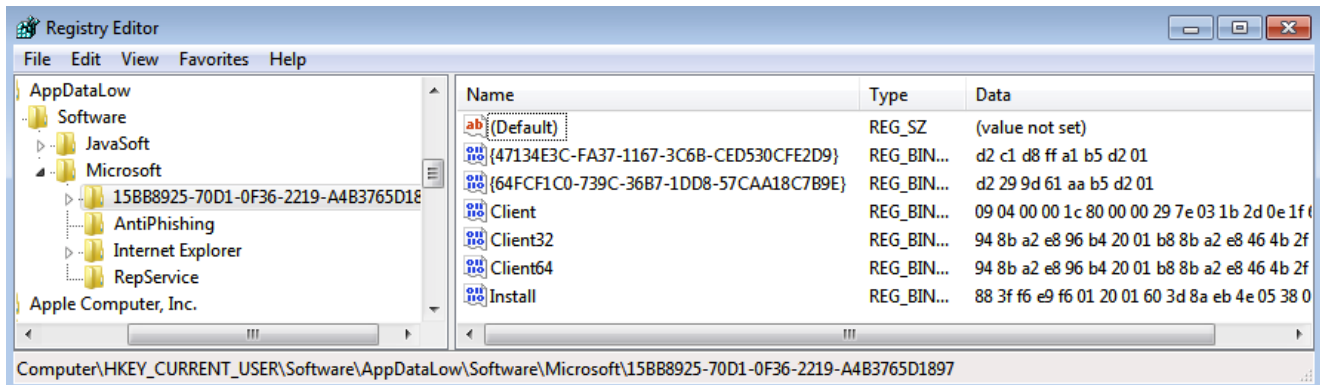 Registry Editor
File Edit View Favorites Help
AppDataLow
Software
JavaSoft
Microsoft
15BB8925-70D1-0F36-2219-A4B3765D18
AntiPhishing
Internet Explorer
RepService
Apple Computer, Inc.
Name Type Data
(Default) REG_SZ (value not set)
{47134E3C-FA37-1167-3C6B-CED530CFE2D9} REG_BIN... d2 c1 d8 ff a1 b5 d2 01
{64FCF1C0-739C-36B7-1DD8-57CAA18C7B9E} REG_BIN... d2 29 9d 61 aa b5 d2 01
Client REG_BIN... 09 04 00 00 1c 80 00 00 29 7e 03 1b 2d 0e 1f
Client32 REG_BIN... 94 8b a2 e8 96 b4 20 01 b8 8b a2 e8 46 4b 2f
Client64 REG_BIN... 94 8b a2 e8 96 b4 20 01 b8 8b a2 e8 46 4b 2f
Install REG_BIN... 88 3f f6 e9 f6 01 20 01 60 3d 8a eb 4e 05 38 0
Computer\HKEY_CURRENT_USER\Software\AppDataLow\Software\Microsoft\15BB8925-70D1-0F36-2219-A4B3765D1897